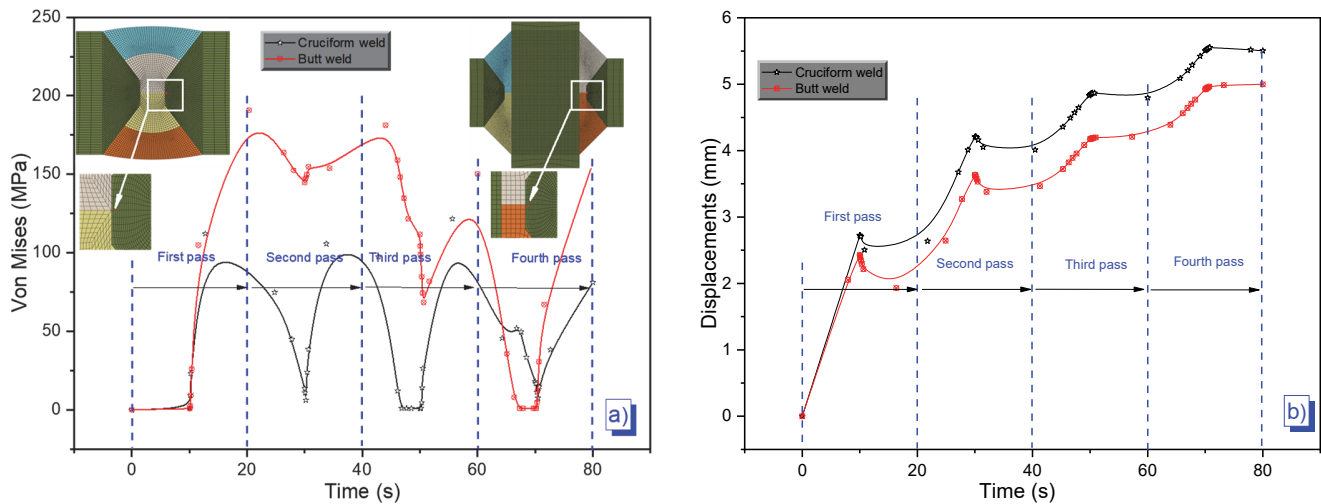 250
200
150
100
50
0
Von Mises (MPa)
Cruciform weld
Butt weld
First pass
Second pass
Third pass
Fourth pass
a)
0
20
40
60
80
Time (s)
6
5
4
3
2
1
0
Displacements (mm)
Cruciform weld
Butt weld
First pass
Second pass
Third pass
Fourth pass
b)
0
20
40
60
80
Time (s)